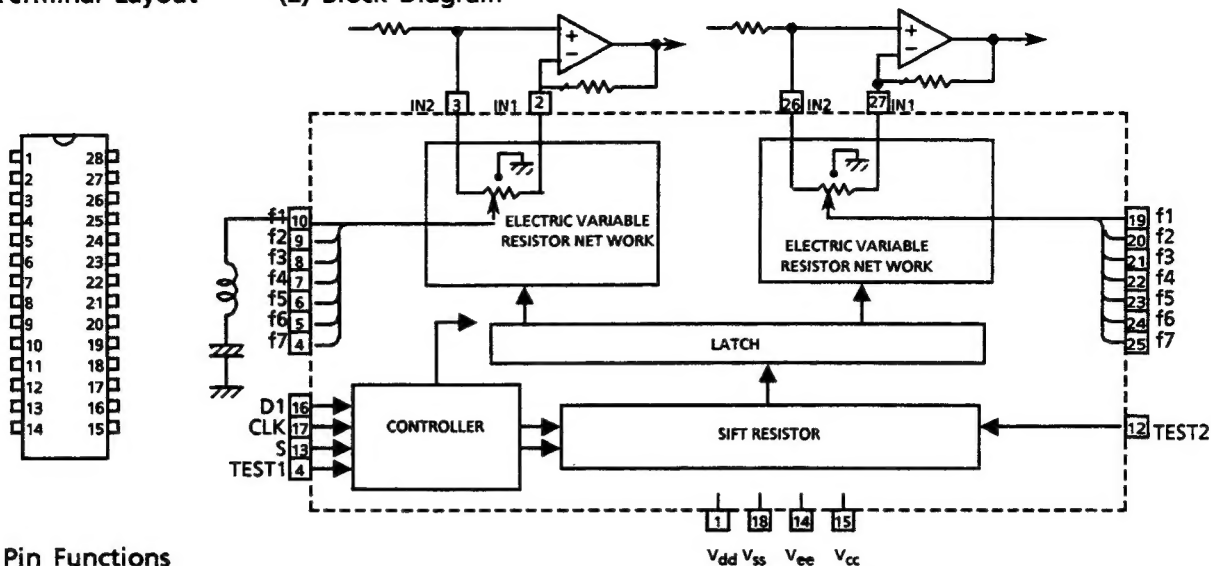 (2) Block Diagram
IN2 3 IN1 2
26 IN2 27 IN1
+
−
+
−
1 28
2 27
3 26
4 25
5 24
6 23
7 22
8 21
9 20
10 19
11 18
12 17
13 16
14 15
f1 10
f2 9
f3 8
f4 7
f5 6
f6 5
f7 4
ELECTRIC VARIABLE
RESISTOR NET WORK
ELECTRIC VARIABLE
RESISTOR NET WORK
19 f1
20 f2
21 f3
22 f4
23 f5
24 f6
25 f7
LATCH
D1 16
CLK 17
S 13
TEST1 4
CONTROLLER
SIFT RESISTOR
12 TEST2
1 18 14 15
Vdd Vss Vee Vcc
Pin Functions